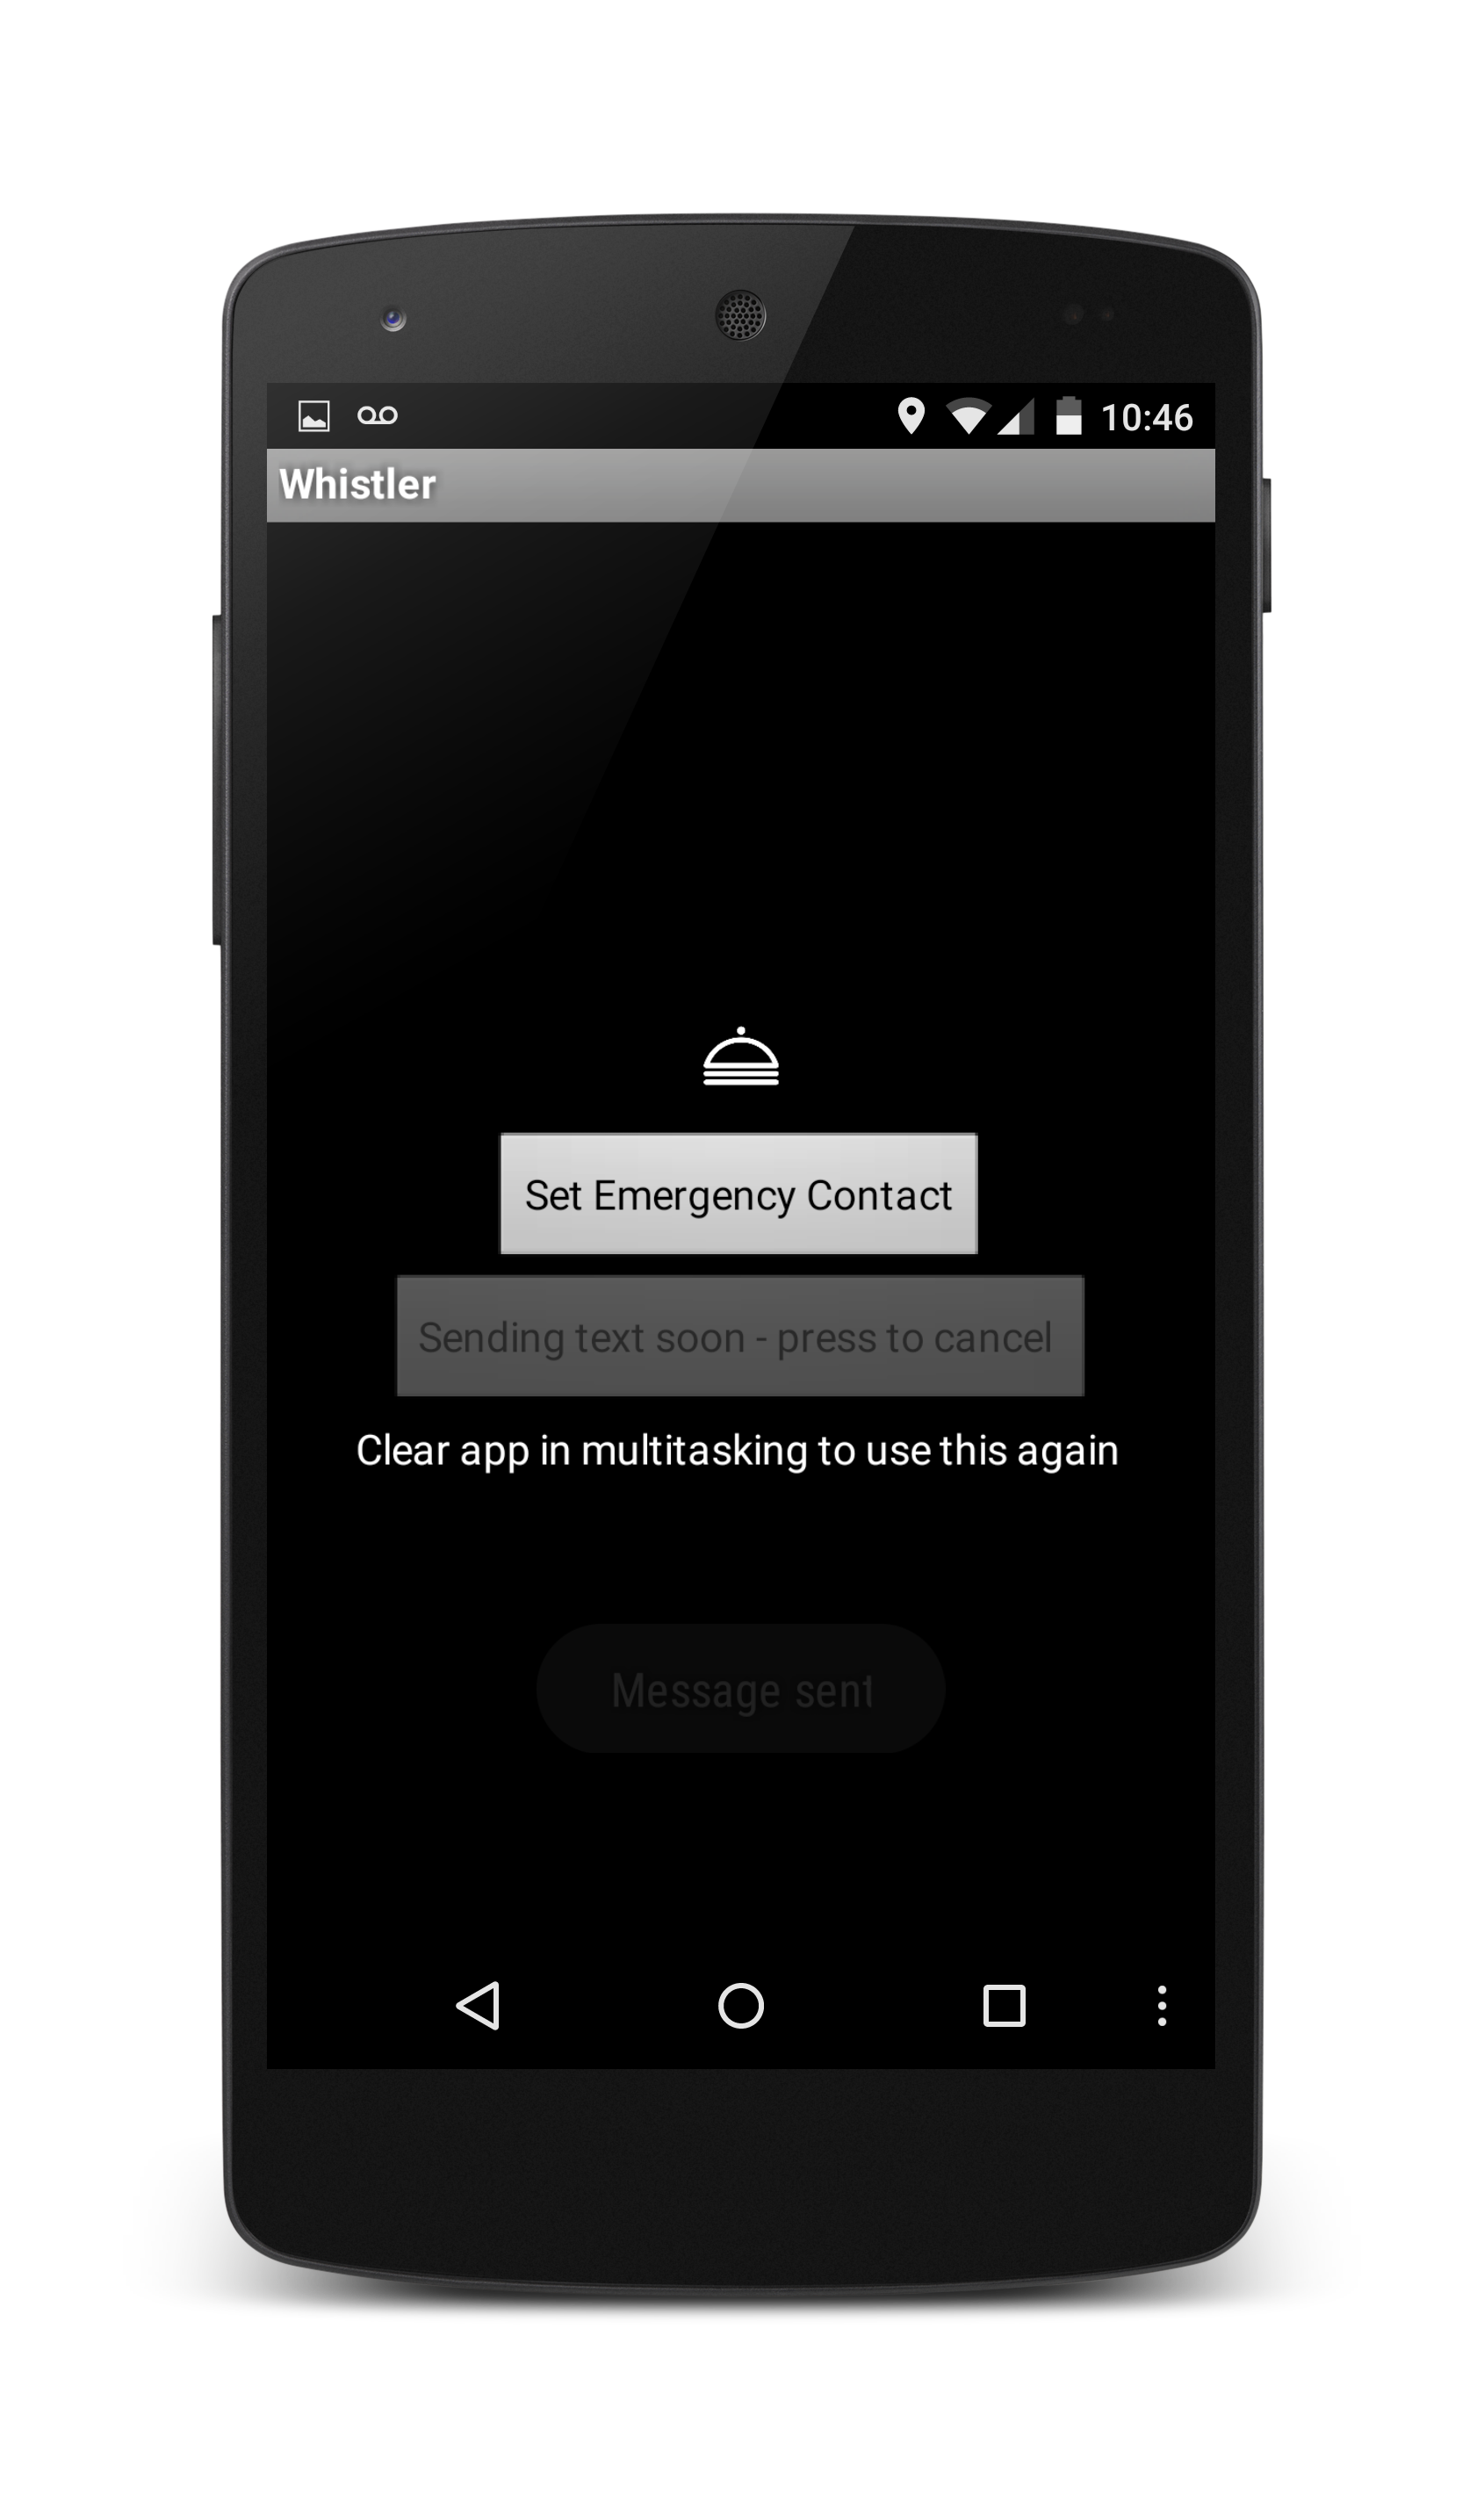 10:46
Whistler
Set Emergency Contact
Sending text soon - press to cancel
Clear app in multitasking to use this again
Message sent